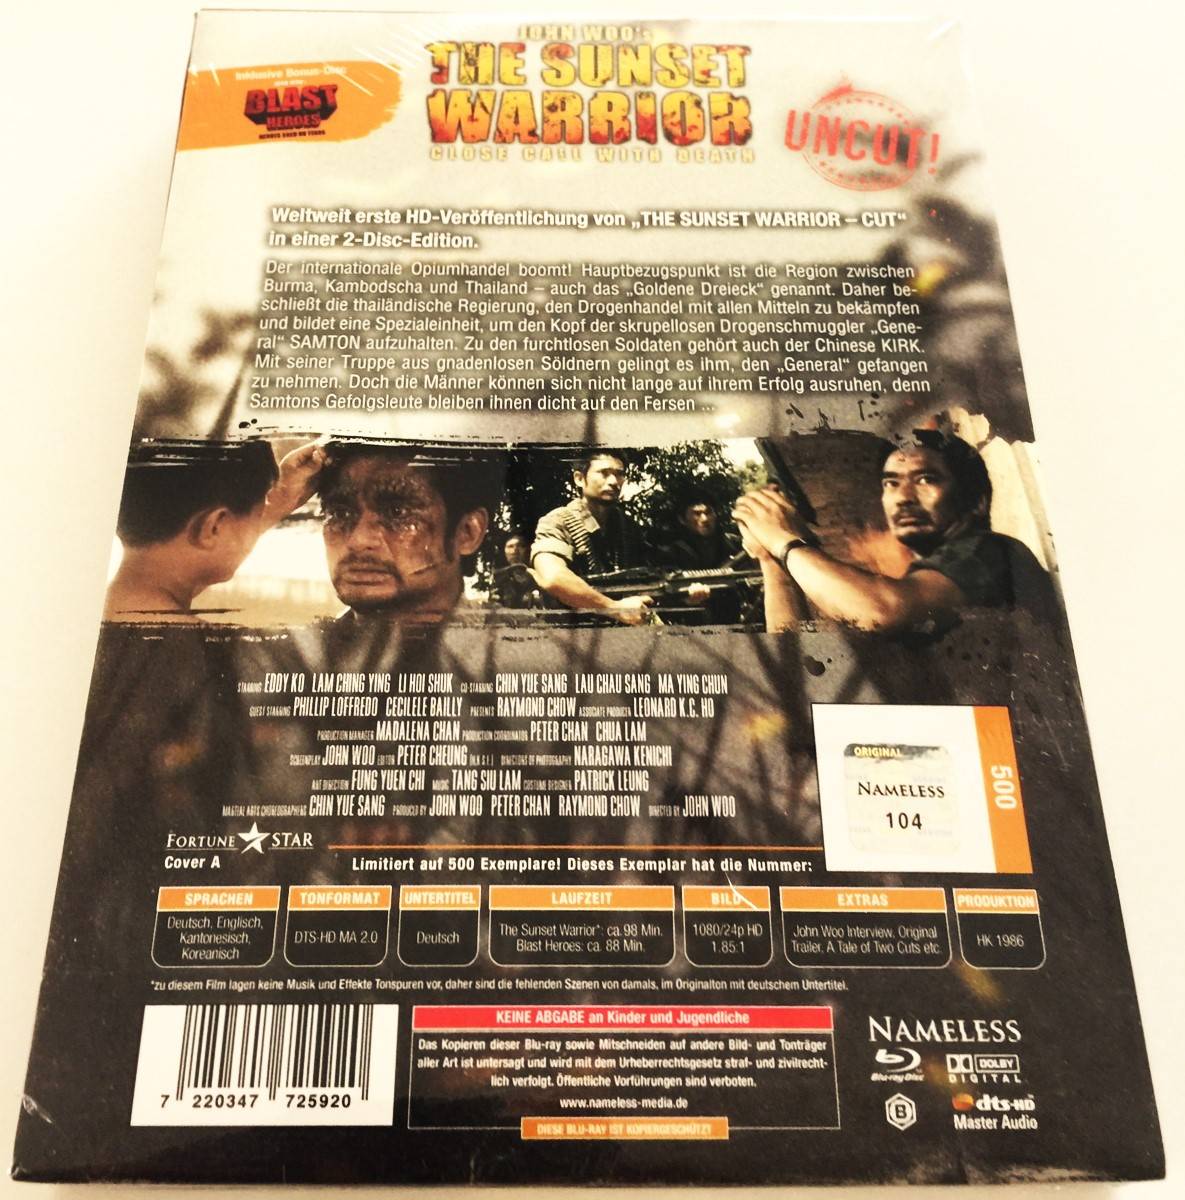 JOHN WOO's
THE SUNSET
WARRIOR
CLOSE CALL WITH DEATH
Inklusive Bonus-Disc
BLAST
HEROES
HEROES SHED NO TEARS
UNCUT!
Weltweit erste HD-Veröffentlichung von „THE SUNSET WARRIOR – CUT“
in einer 2-Disc-Edition.
Der internationale Opiumhandel boomt! Hauptbezugspunkt ist die Region zwischen
Burma, Kambodscha und Thailand – auch das „Goldene Dreieck“ genannt. Daher be-
schließt die thailändische Regierung, den Drogenhandel mit allen Mitteln zu bekämpfen
und bildet eine Spezialeinheit, um den Kopf der skrupellosen Drogenschmuggler „Gene-
ral“ SAMTON aufzuhalten. Zu den furchtlosen Soldaten gehört auch der Chinese KIRK.
Mit seiner Truppe aus gnadenlosen Söldnern gelingt es ihm, den „General“ gefangen
zu nehmen. Doch die Männer können sich nicht lange auf ihrem Erfolg ausruhen, denn
Samtons Gefolgsleute bleiben ihnen dicht auf den Fersen ...
STARRING EDDY KO LAM CHING YING LI HOI SHUK CO-STARRING CHIN YUE SANG LAU CHAU SANG MA YING CHUN
GUEST STARRING PHILLIP LOFFREDO CECILELE BAILLY PRESENTS RAYMOND CHOW ASSOCIATE PRODUCER LEONARD K.C. HO
PRODUCTION MANAGER MADALENA CHAN PRODUCTION COORDINATOR PETER CHAN CHUA LAM
SCREENPLAY JOHN WOO EDITOR PETER CHEUNG DIRECTORS OF PHOTOGRAPHY NARAGAWA KENICHI
ART DIRECTION FUNG YUEN CHI MUSIC TANG SIU LAM COSTUME DESIGNER PATRICK LEUNG
MARTIAL ARTS CHOREOGRAPHERS CHIN YUE SANG PRODUCED BY JOHN WOO PETER CHAN RAYMOND CHOW DIRECTED BY JOHN WOO
ORIGINAL
NAMELESS
104
500
FORTUNE STAR
Cover A
Limitiert auf 500 Exemplare! Dieses Exemplar hat die Nummer:
SPRACHEN
Deutsch, Englisch,
Kantonesisch,
Koreanisch
TONFORMAT
DTS-HD MA 2.0
UNTERTITEL
Deutsch
LAUFZEIT
The Sunset Warrior*: ca.98 Min.
Blast Heroes: ca. 88 Min.
BILD
1080/24p HD
1.85:1
EXTRAS
John Woo Interview, Original
Trailer, A Tale of Two Cuts etc.
PRODUKTION
HK 1986
*zu diesem Film lagen keine Musik und Effekte Tonspuren vor, daher sind die fehlenden Szenen von damals, im Originalton mit deutschem Untertitel.
7 220347 725920
KEINE ABGABE an Kinder und Jugendliche
Das Kopieren dieser Blu-ray sowie Mitschneiden auf andere Bild- und Tonträger
aller Art ist untersagt und wird mit dem Urheberrechtsgesetz straf- und zivilrecht-
lich verfolgt. Öffentliche Vorführungen sind verboten.
www.nameless-media.de
DIESE BLU-RAY IST KOPIERGESCHÜTZT
NAMELESS
Blu-ray Disc
DOLBY
DIGITAL
B
dts-HD
Master Audio